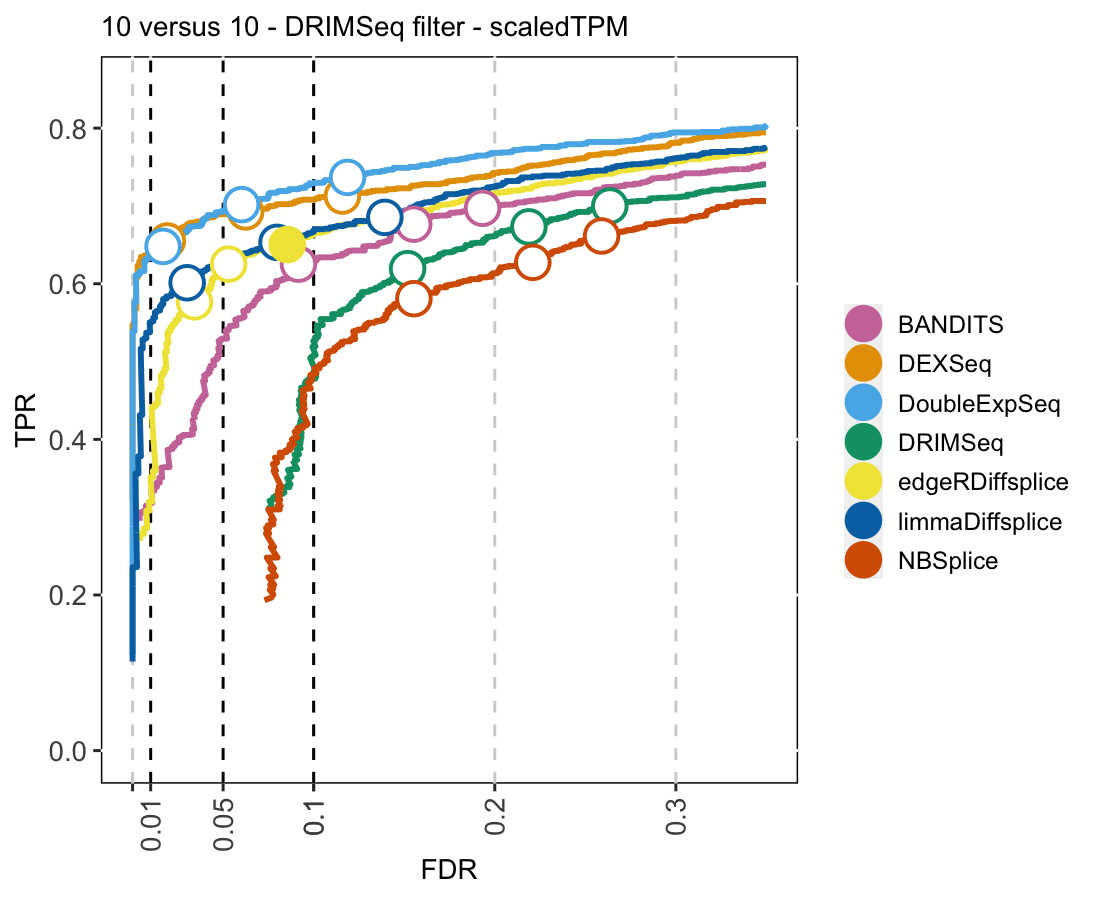 10 versus 10 - DRIMSeq filter - scaledTPM
TPR
0.8
0.6
0.4
0.2
0.0
0.01
0.05
0.1
0.2
0.3
FDR
BANDITS
DEXSeq
DoubleExpSeq
DRIMSeq
edgeRDiffsplice
limmaDiffsplice
NBSplice